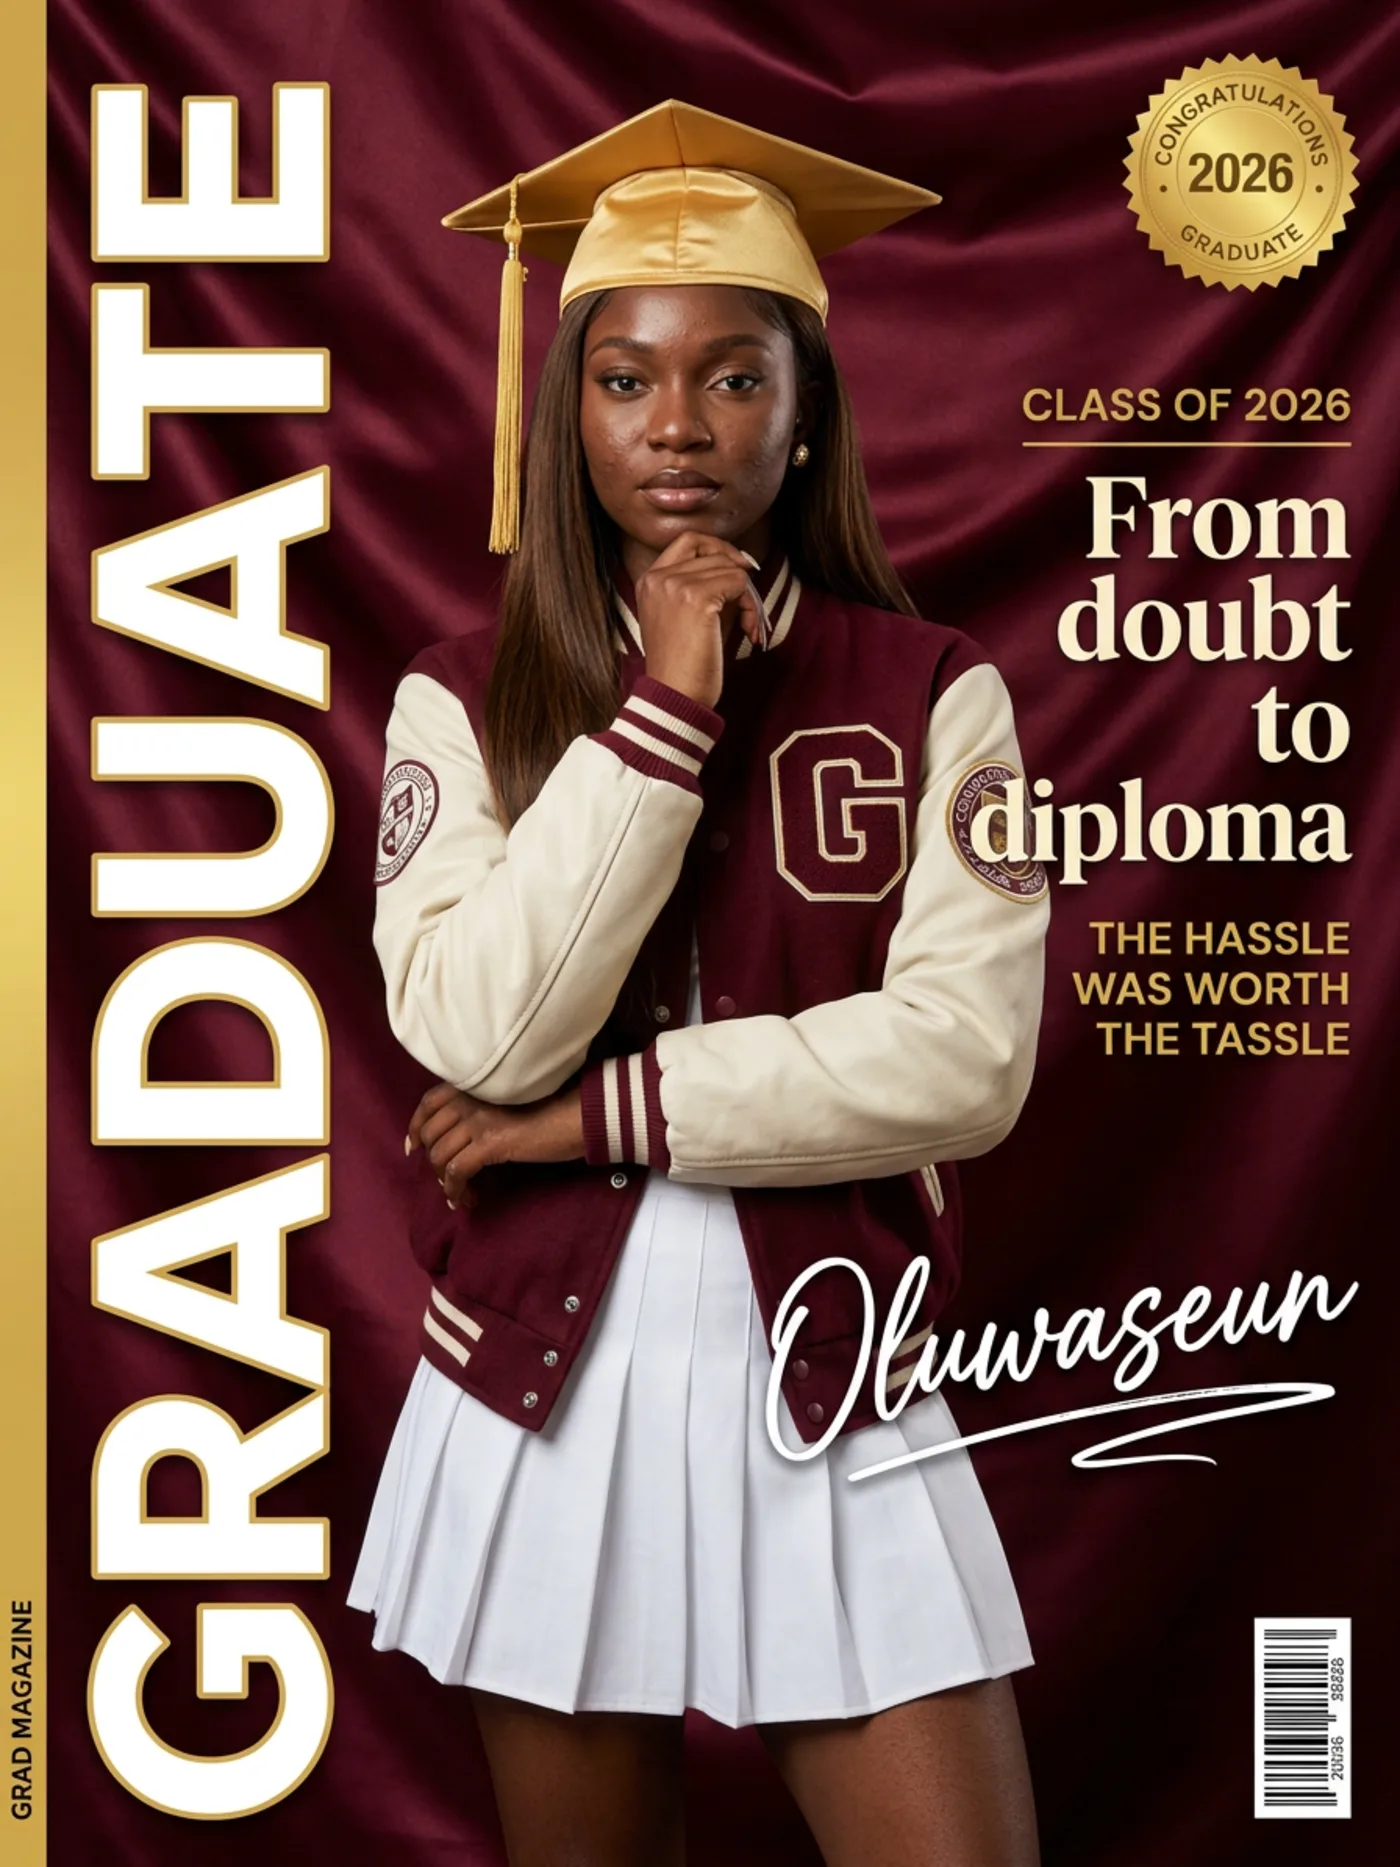 GRADUATE
CONGRATULATIONS
2026
GRADUATE
CLASS OF 2026
From
doubt
to
diploma
THE HASSLE
WAS WORTH
THE TASSLE
G
Oluwaseun
GRAD MAGAZINE